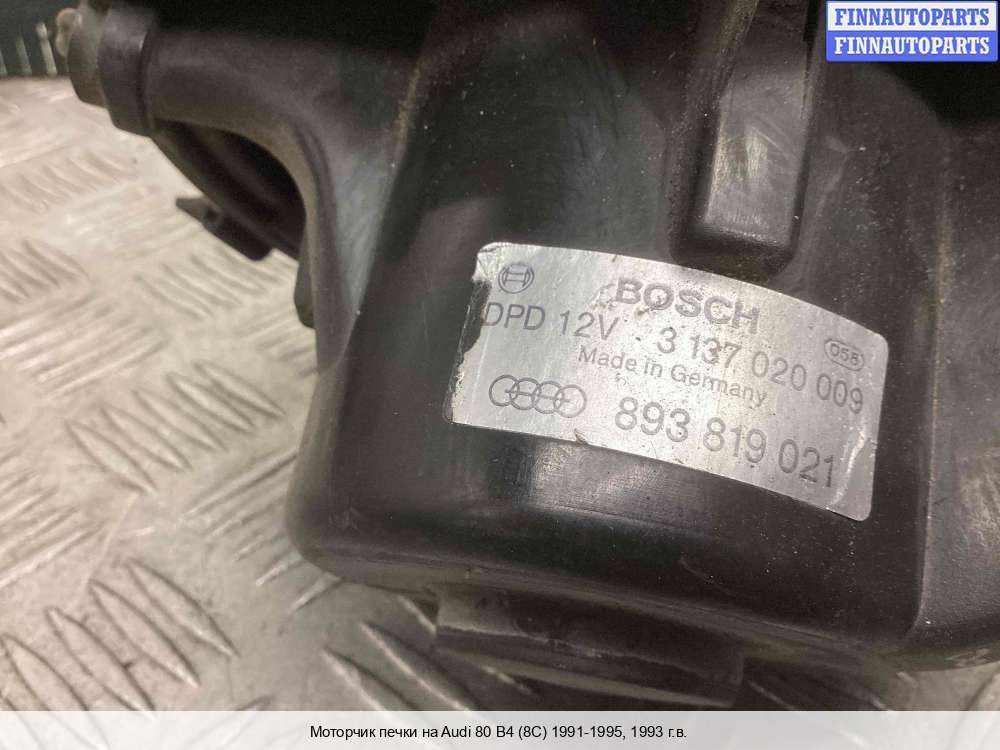 FINNAUTOPARTS
FINNAUTOPARTS
BOSCH
DPD 12V 3 137 020 009
Made in Germany
893 819 021
Моторчик печки на Audi 80 B4 (8C) 1991-1995, 1993 г.в.